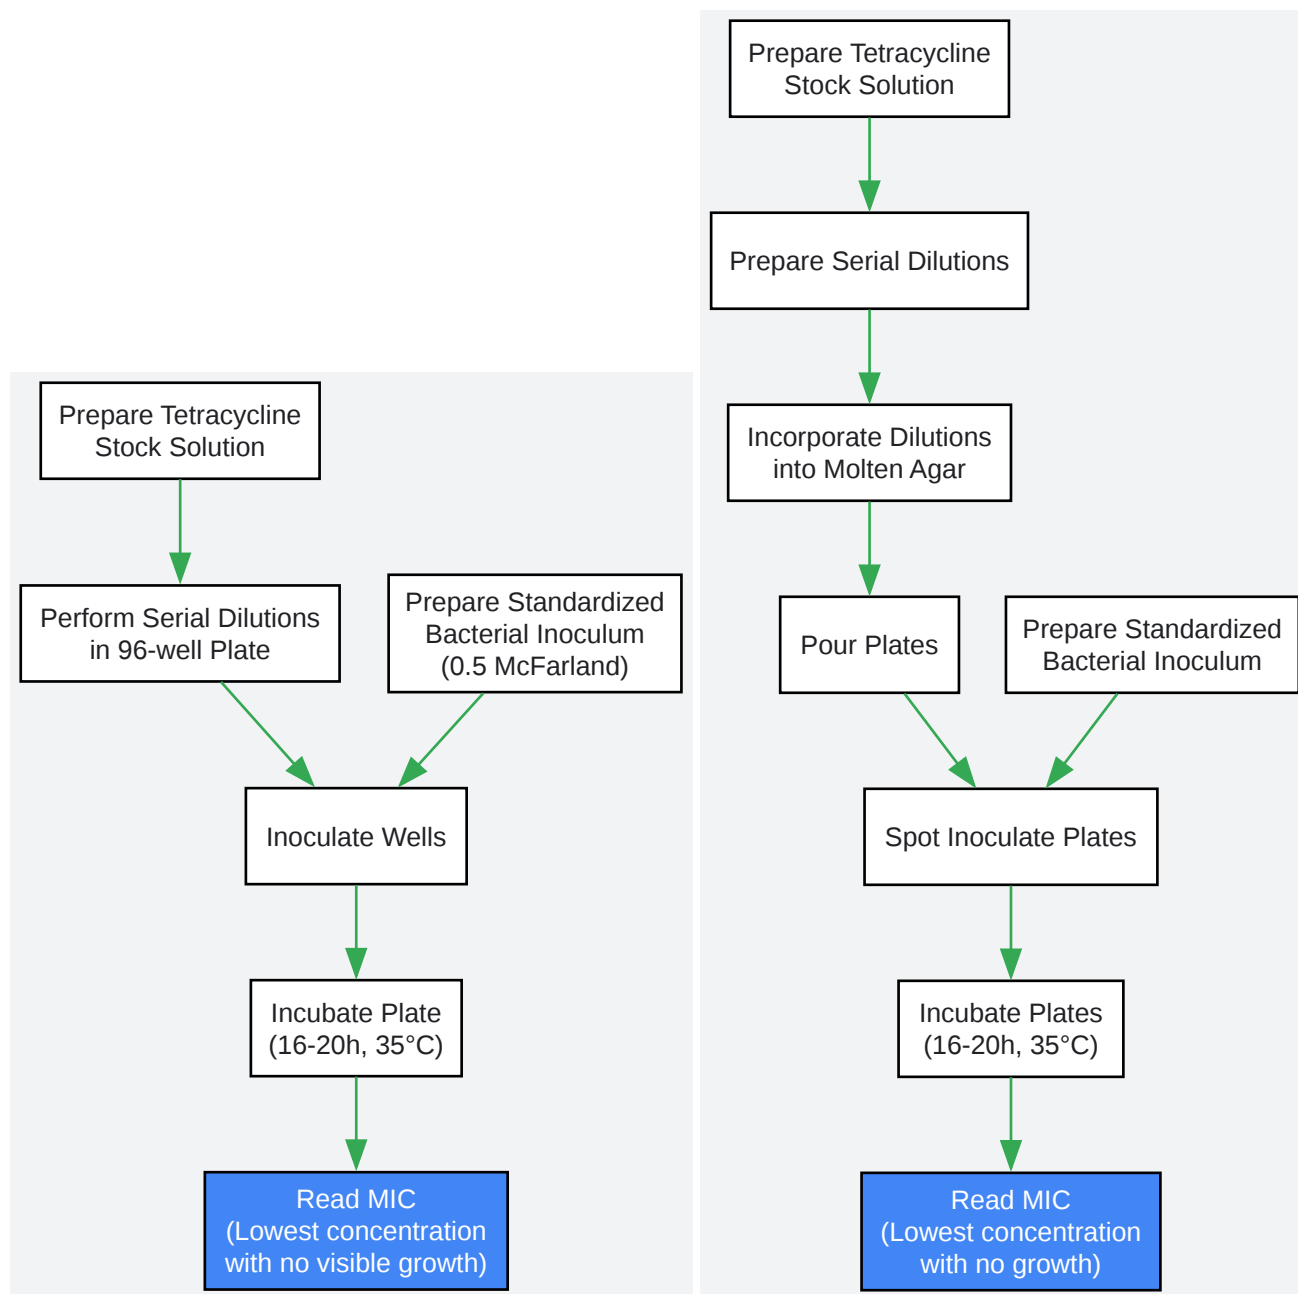 Prepare Tetracycline
Stock Solution
Perform Serial Dilutions
in 96-well Plate
Prepare Standardized
Bacterial Inoculum
(0.5 McFarland)
Inoculate Wells
Incubate Plate
(16-20h, 35°C)
Read MIC
(Lowest concentration
with no visible growth)
Prepare Tetracycline
Stock Solution
Prepare Serial Dilutions
Incorporate Dilutions
into Molten Agar
Pour Plates
Prepare Standardized
Bacterial Inoculum
Spot Inoculate Plates
Incubate Plates
(16-20h, 35°C)
Read MIC
(Lowest concentration
with no growth)